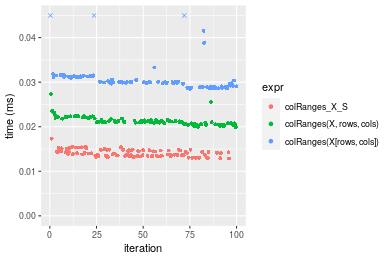 time (ms)
0.04
0.03
0.02
0.01
0.00
0
25
50
75
100
iteration
expr
colRanges_X_S
colRanges(X, rows, cols)
colRanges(X[rows, cols])